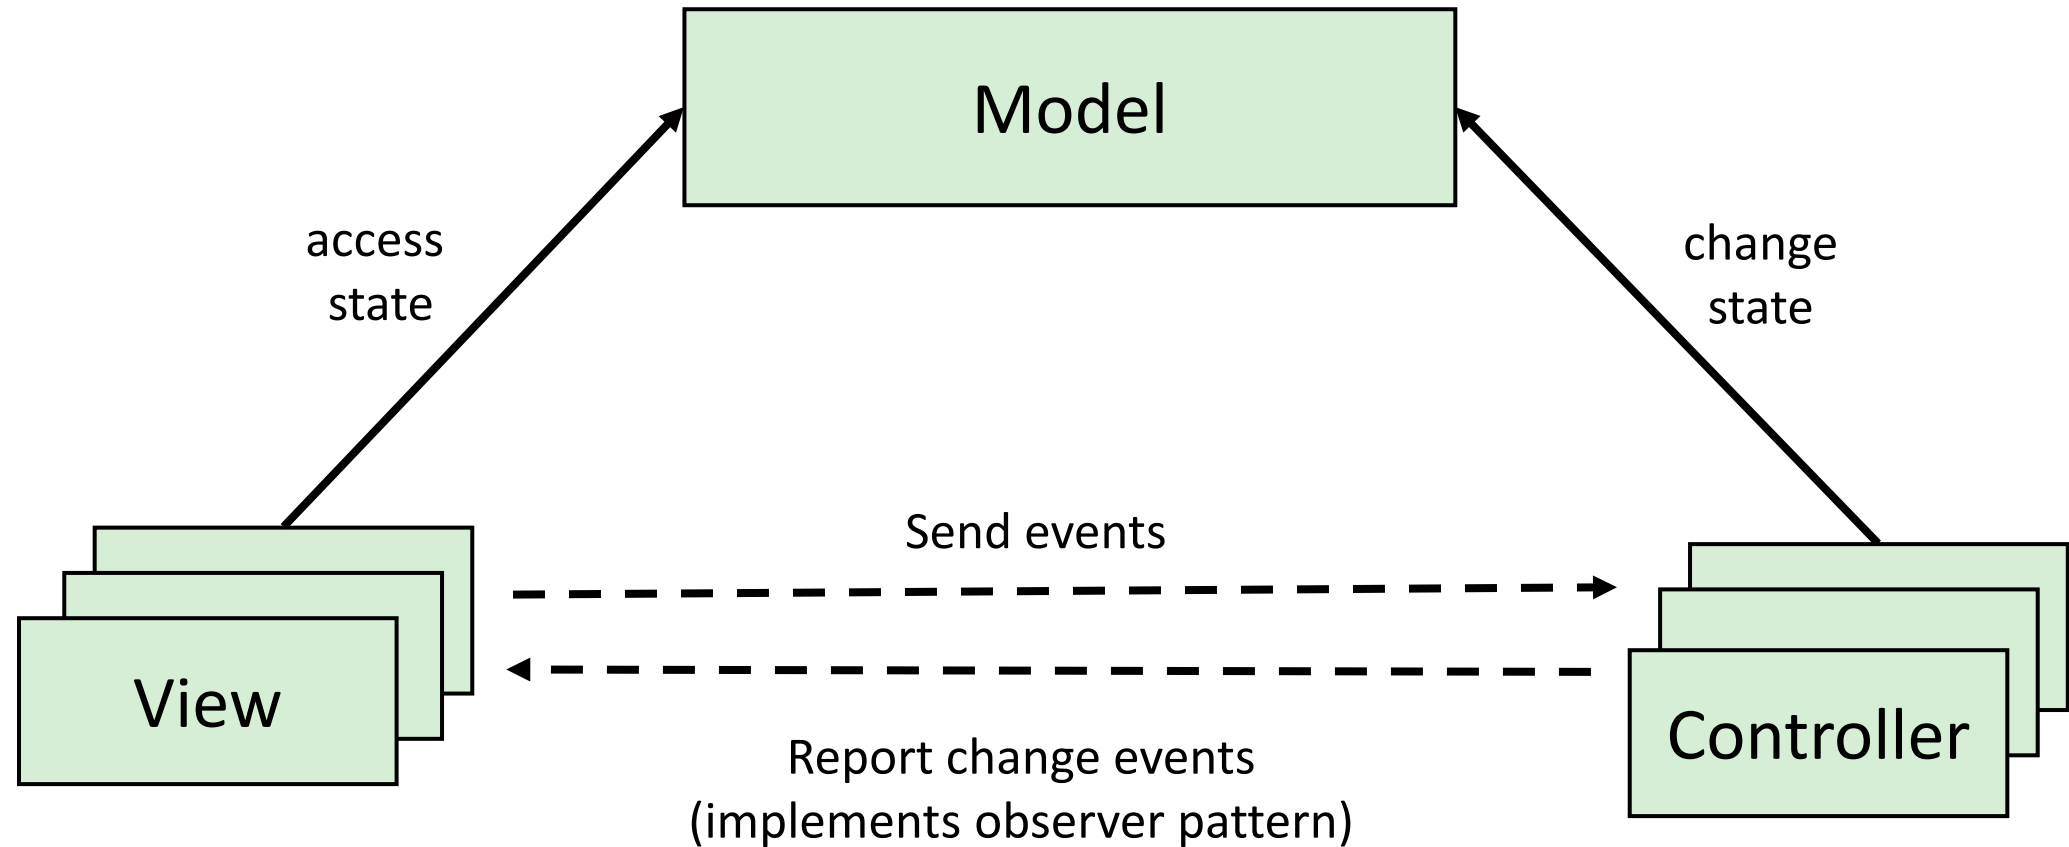 Model
access
state
change
state
Send events
View
Controller
Report change events
(implements observer pattern)